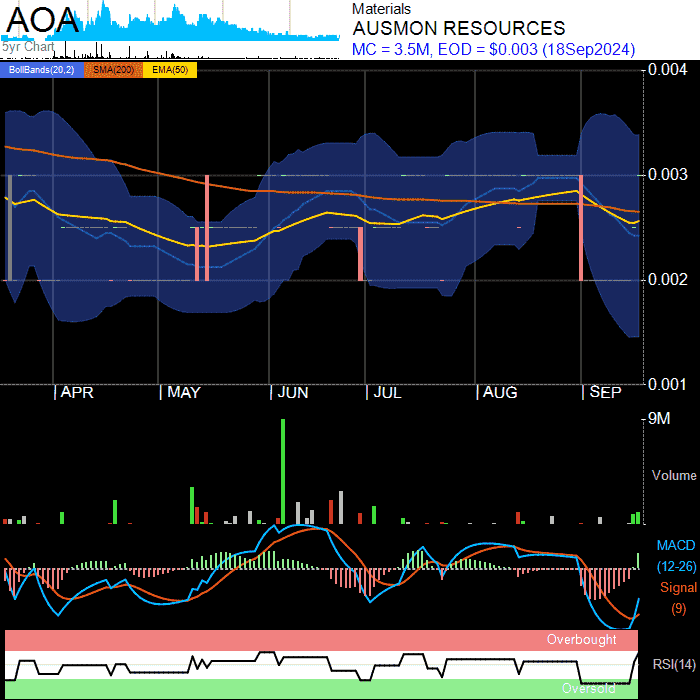 AOA
5yr Chart
Materials
AUSMON RESOURCES
MC = 3.5M, EOD = $0.003 (18Sep2024)
BollBands(20,2) SMA(200) EMA(50)
0.004
0.003
0.002
0.001
APR MAY JUN JUL AUG SEP
9M
Volume
MACD
(12-26)
Signal
(9)
Overbought
RSI(14)
Oversold